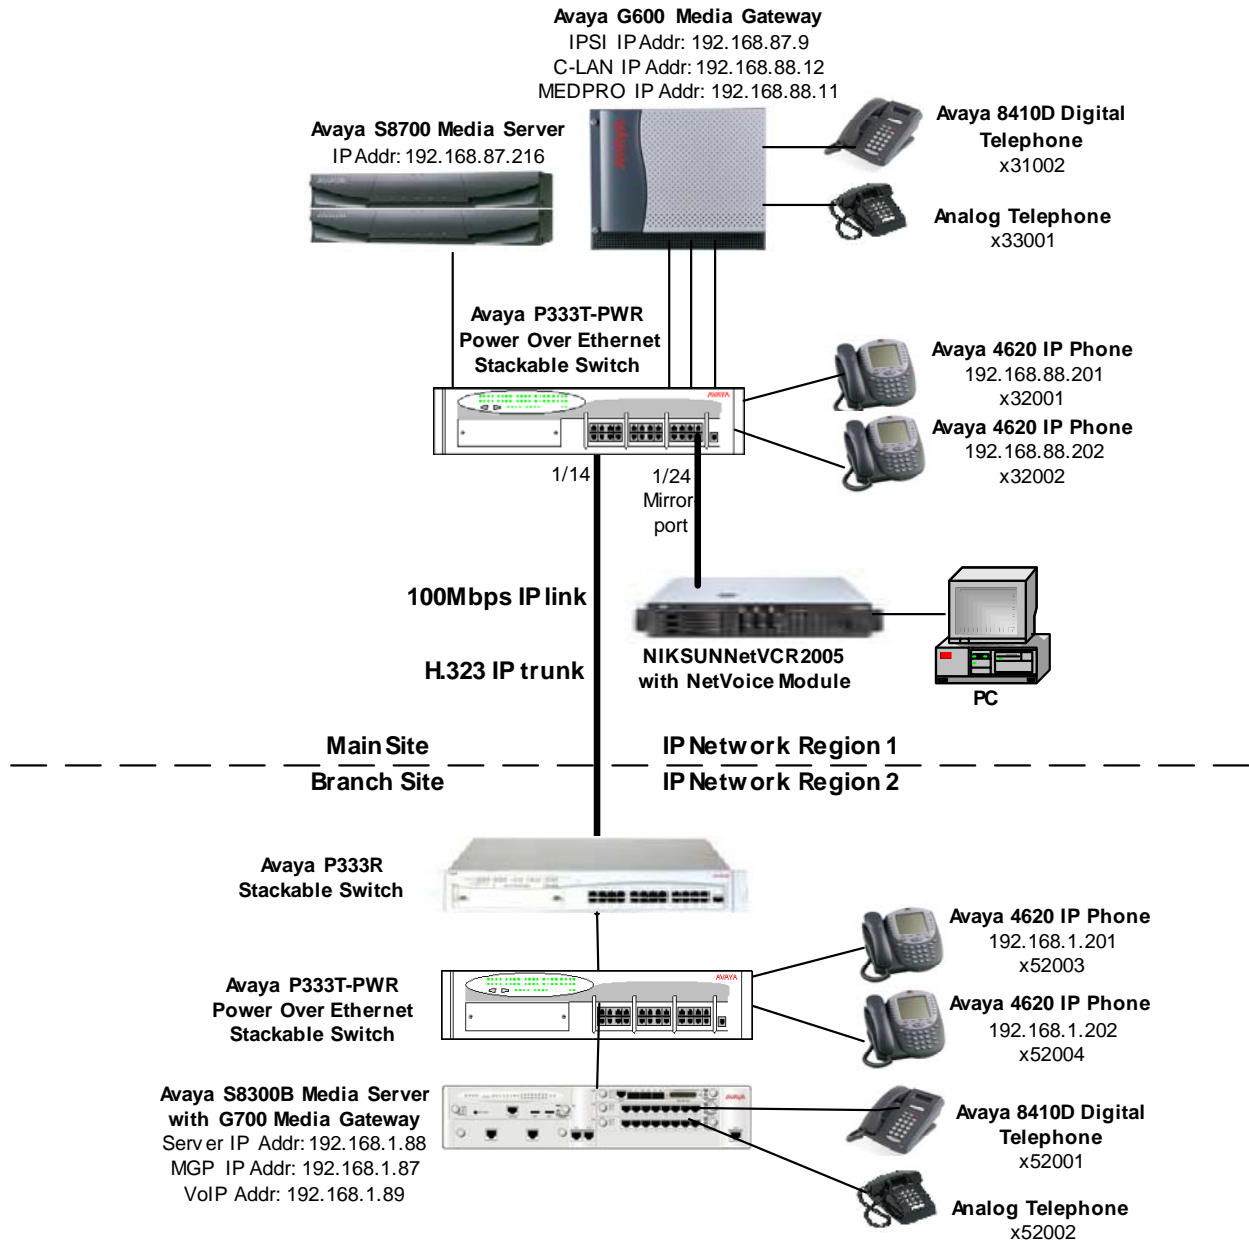 Avaya G600 Media Gateway
IPSI IP Addr: 192.168.87.9
C-LAN IP Addr: 192.168.88.12
MEDPRO IP Addr: 192.168.88.11
Avaya S8700 Media Server
IP Addr: 192.168.87.216
Avaya 8410D Digital
Telephone
x31002
Analog Telephone
x33001
Avaya P333T-PWR
Power Over Ethernet
Stackable Switch
AVAYA
Avaya 4620 IP Phone
192.168.88.201
x32001
Avaya 4620 IP Phone
192.168.88.202
x32002
1/14
1/24
Mirror-
port
100Mbps IP link
H.323 IP trunk
NIKSUN NetVCR 2005
with NetVoice Module
PC
Main Site
IP Network Region 1
Branch Site
IP Network Region 2
Avaya P333R
Stackable Switch
Avaya P333T-PWR
Power Over Ethernet
Stackable Switch
AVAYA
Avaya 4620 IP Phone
192.168.1.201
x52003
Avaya 4620 IP Phone
192.168.1.202
x52004
Avaya S8300B Media Server
with G700 Media Gateway
Server IP Addr: 192.168.1.88
MGP IP Addr: 192.168.1.87
VoIP Addr: 192.168.1.89
AVAYA
Avaya 8410D Digital
Telephone
x52001
Analog Telephone
x52002